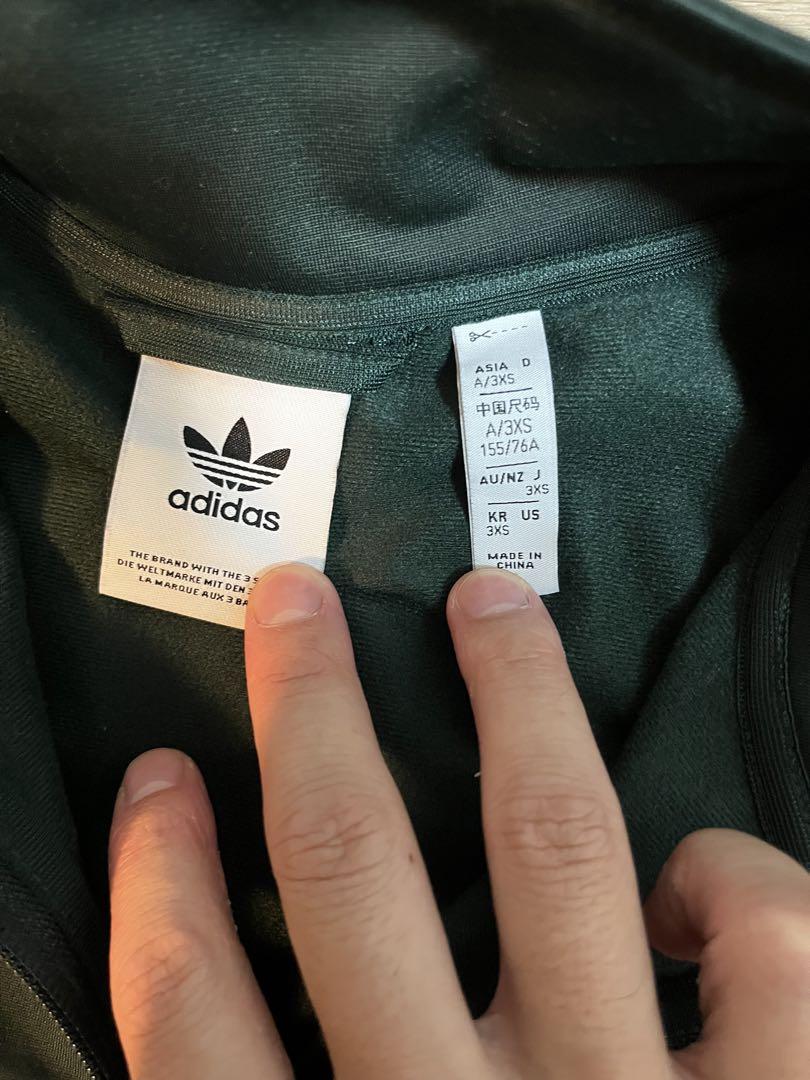 adidas
THE BRAND WITH THE 3
DIE WELTMARKE MIT DEN
LA MARQUE AUX 3
ASIA D
A/3XS
中国尺码
A/3XS
155/76A
AU/NZ J
3XS
KR US
3XS
MADE IN
CHINA